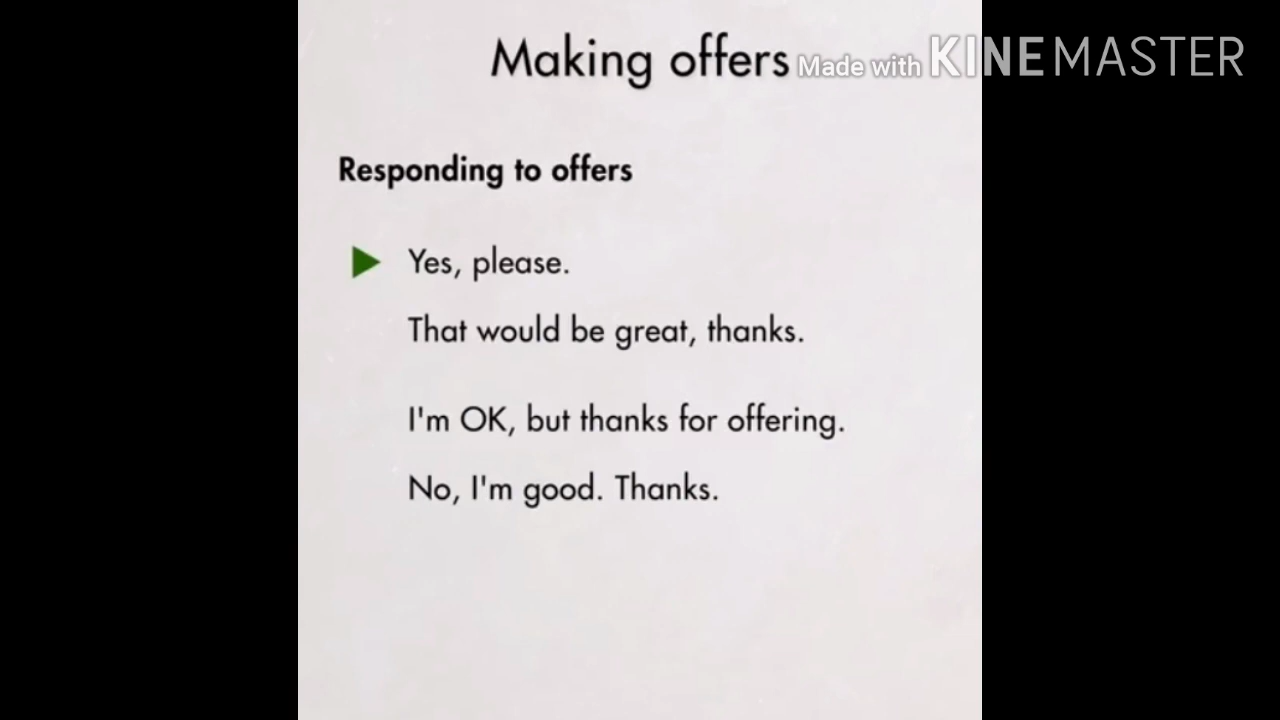 Making offers
Made with KINEMASTER
Responding to offers
Yes, please.
That would be great, thanks.
I'm OK, but thanks for offering.
No, I'm good. Thanks.